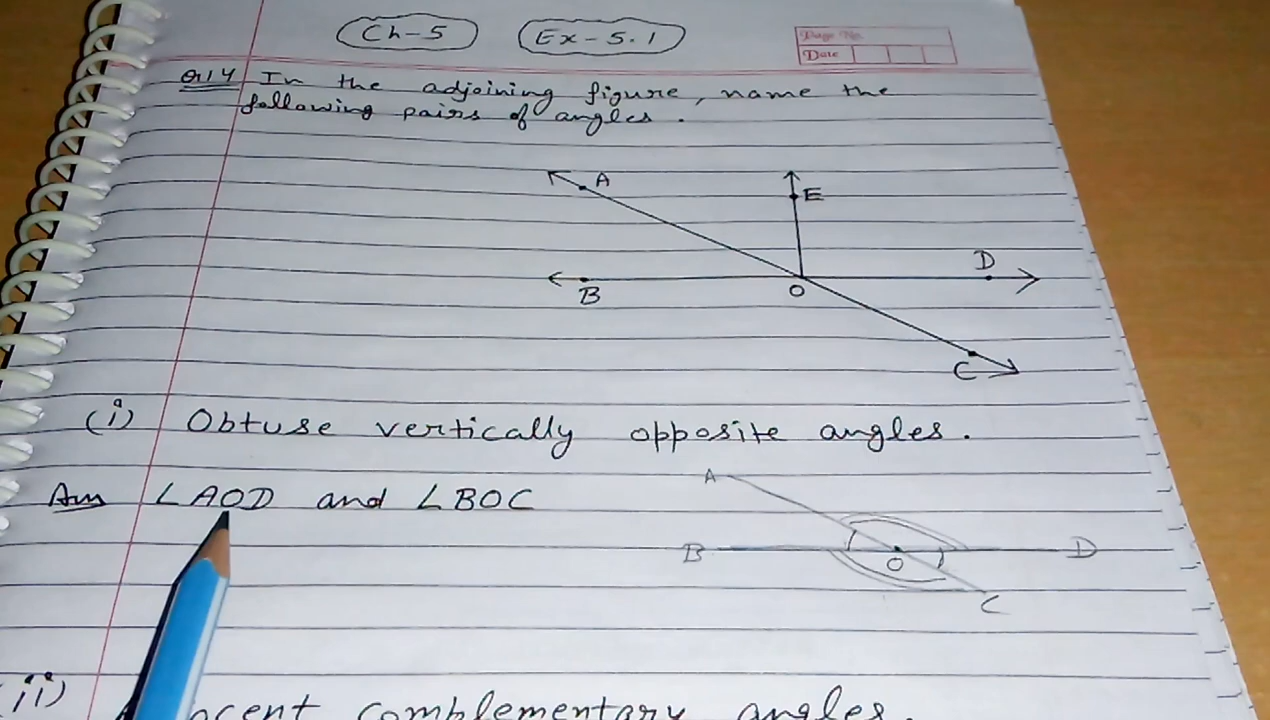 Ch-5 Ex-5.1
Page No.
Date
Q14 In the adjoining figure, name the
following pairs of angles.
A
E
D
B
O
C
(i) Obtuse vertically opposite angles.
Ans ∠AOD and ∠BOC
A
B
D
O
C
(ii) complementary angles.